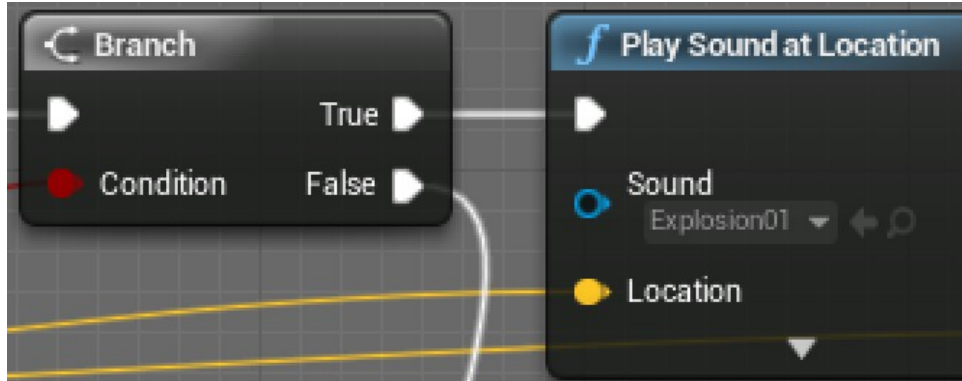 Branch
True
Condition
False
f Play Sound at Location
Sound
Explosion01
Location